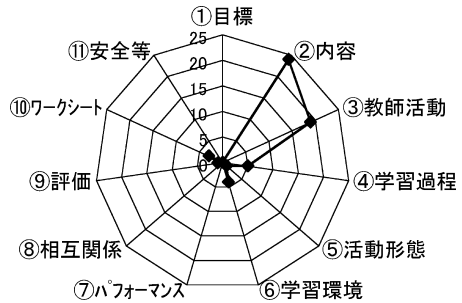 ①目標
②内容
③教師活動
④学習過程
⑤活動形態
⑥学習環境
⑦ﾊﾟﾌｫｰﾏﾝｽ
⑧相互関係
⑨評価
⑩ﾜｰｸｼｰﾄ
⑪安全等
25
20
15
10
5
0